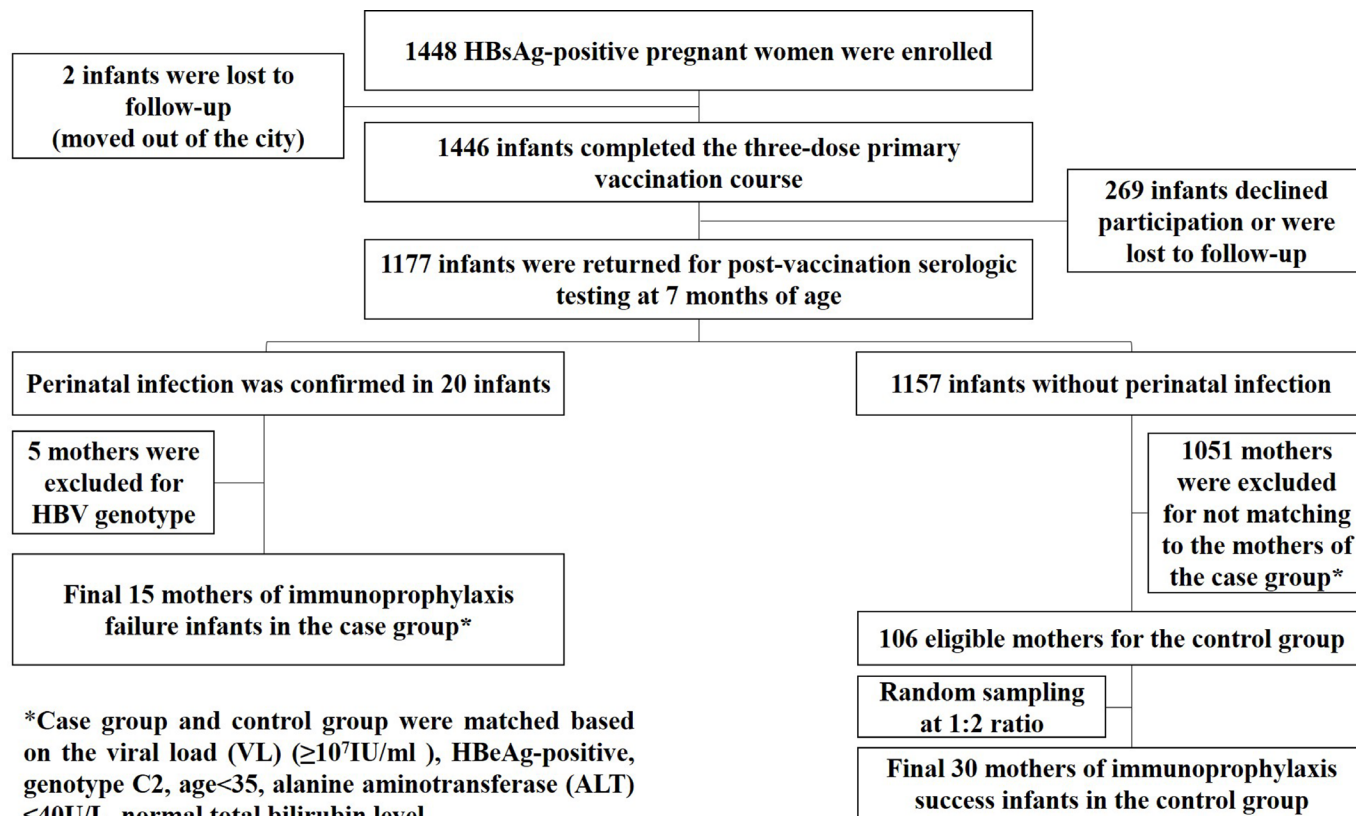 1448 HBsAg-positive pregnant women were enrolled
2 infants were lost to
follow-up
(moved out of the city)
1446 infants completed the three-dose primary
vaccination course
269 infants declined
participation or were
lost to follow-up
1177 infants were returned for post-vaccination serologic
testing at 7 months of age
Perinatal infection was confirmed in 20 infants
1157 infants without perinatal infection
5 mothers were
excluded for
HBV genotype
1051 mothers
were excluded
for not matching
to the mothers of
the case group*
Final 15 mothers of immunoprophylaxis
failure infants in the case group*
106 eligible mothers for the control group
Random sampling
at 1:2 ratio
Final 30 mothers of immunoprophylaxis
success infants in the control group
*Case group and control group were matched based
on the viral load (VL) (≥10⁷IU/ml ), HBeAg-positive,
genotype C2, age<35, alanine aminotransferase (ALT)
normal total bilirubin level